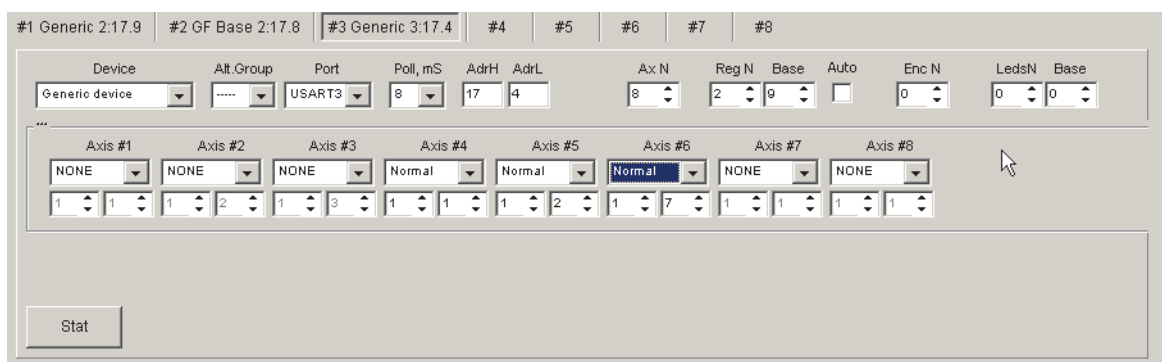 #1 Generic 2:17.9 #2 GF Base 2:17.8 #3 Generic 3:17.4 #4 #5 #6 #7 #8
Device Alt.Group Port Poll, mS AdrH AdrL Ax N Reg N Base Auto Enc N LedsN Base
Generic device ----- USART3 8 17 4 8 2 9 0 0 0
...
Axis #1 Axis #2 Axis #3 Axis #4 Axis #5 Axis #6 Axis #7 Axis #8
NONE NONE NONE Normal Normal Normal NONE NONE
1 1 1 2 1 3 1 1 1 2 1 7 1 1 1 1
Stat